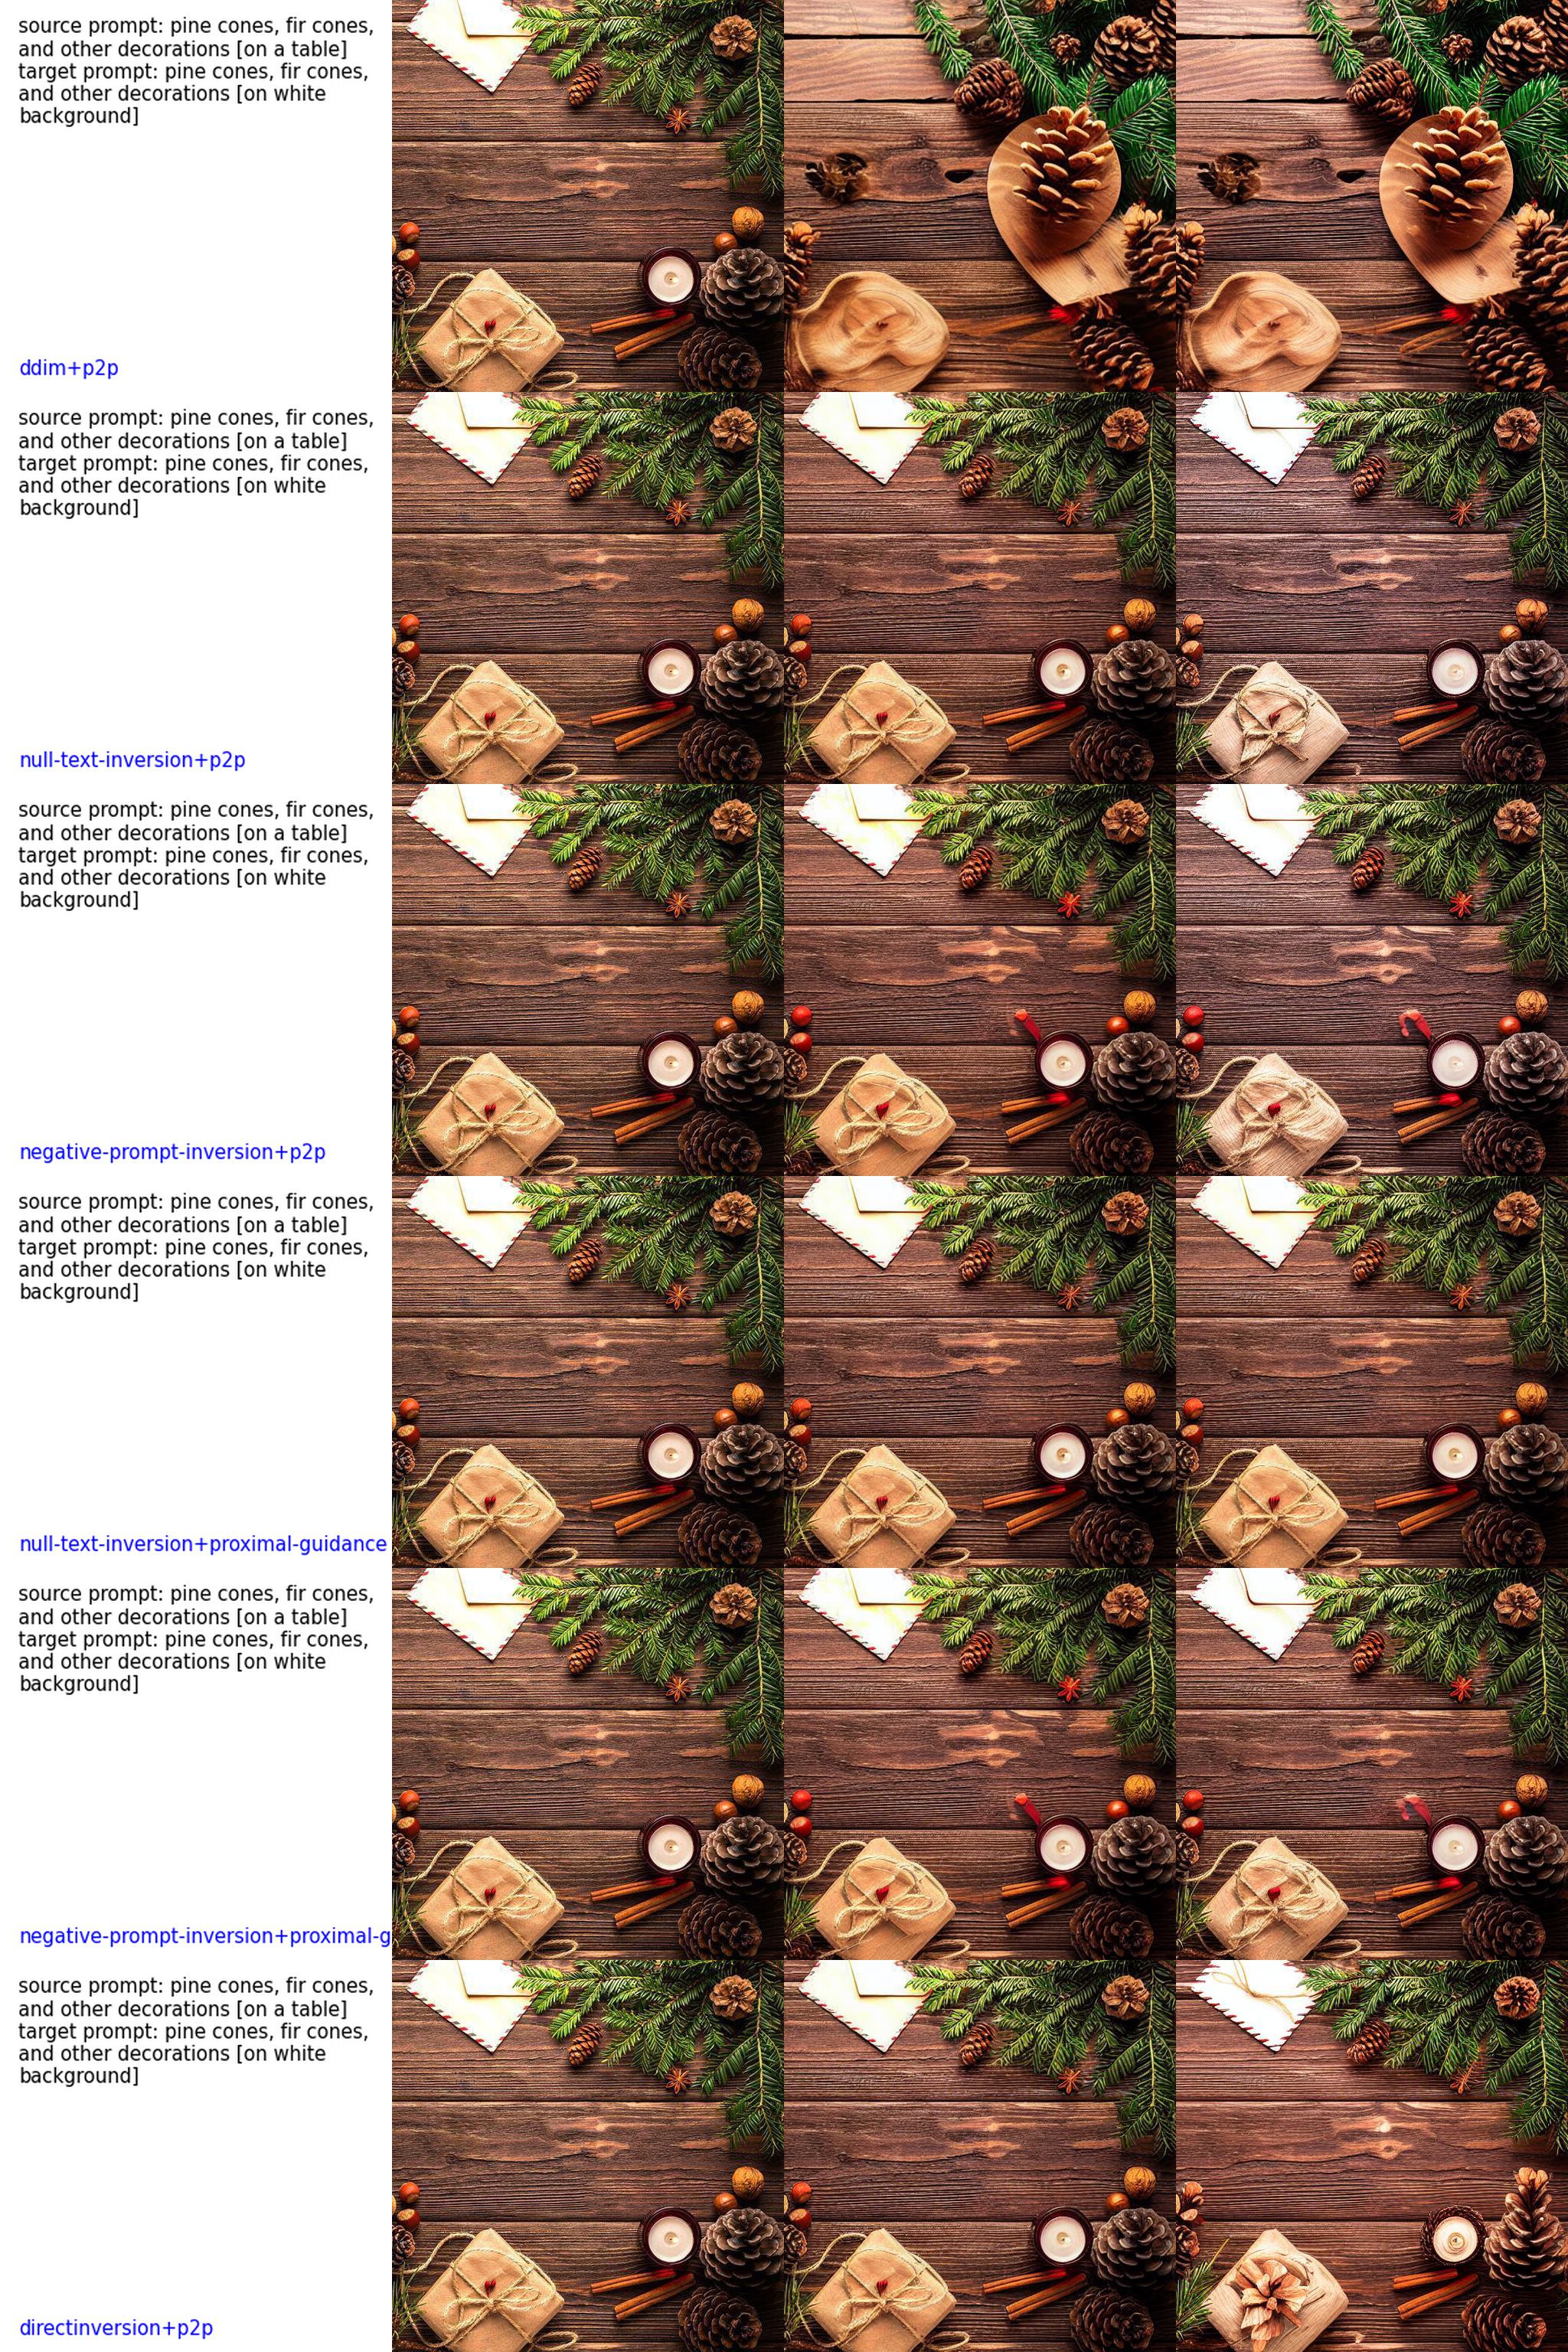 source prompt: pine cones, fir cones,
and other decorations [on a table]
target prompt: pine cones, fir cones,
and other decorations [on white
background]
ddim+p2p
source prompt: pine cones, fir cones,
and other decorations [on a table]
target prompt: pine cones, fir cones,
and other decorations [on white
background]
null-text-inversion+p2p
source prompt: pine cones, fir cones,
and other decorations [on a table]
target prompt: pine cones, fir cones,
and other decorations [on white
background]
negative-prompt-inversion+p2p
source prompt: pine cones, fir cones,
and other decorations [on a table]
target prompt: pine cones, fir cones,
and other decorations [on white
background]
null-text-inversion+proximal-guidance
source prompt: pine cones, fir cones,
and other decorations [on a table]
target prompt: pine cones, fir cones,
and other decorations [on white
background]
negative-prompt-inversion+proximal-g
source prompt: pine cones, fir cones,
and other decorations [on a table]
target prompt: pine cones, fir cones,
and other decorations [on white
background]
directinversion+p2p